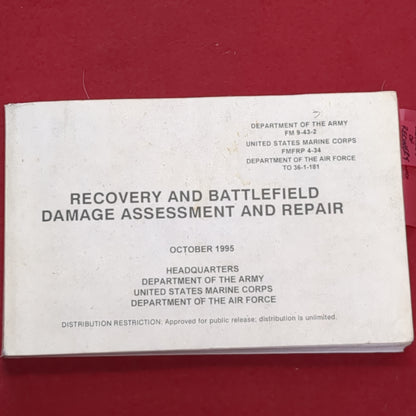 DEPARTMENT OF THE ARMY
FM 9-43-2
UNITED STATES MARINE CORPS
FMFRP 4-34
DEPARTMENT OF THE AIR FORCE
TO 36-1-181
RECOVERY AND BATTLEFIELD
DAMAGE ASSESSMENT AND REPAIR
OCTOBER 1995
HEADQUARTERS
DEPARTMENT OF THE ARMY
UNITED STATES MARINE CORPS
DEPARTMENT OF THE AIR FORCE
DISTRIBUTION RESTRICTION: Approved for public release; distribution is unlimited.